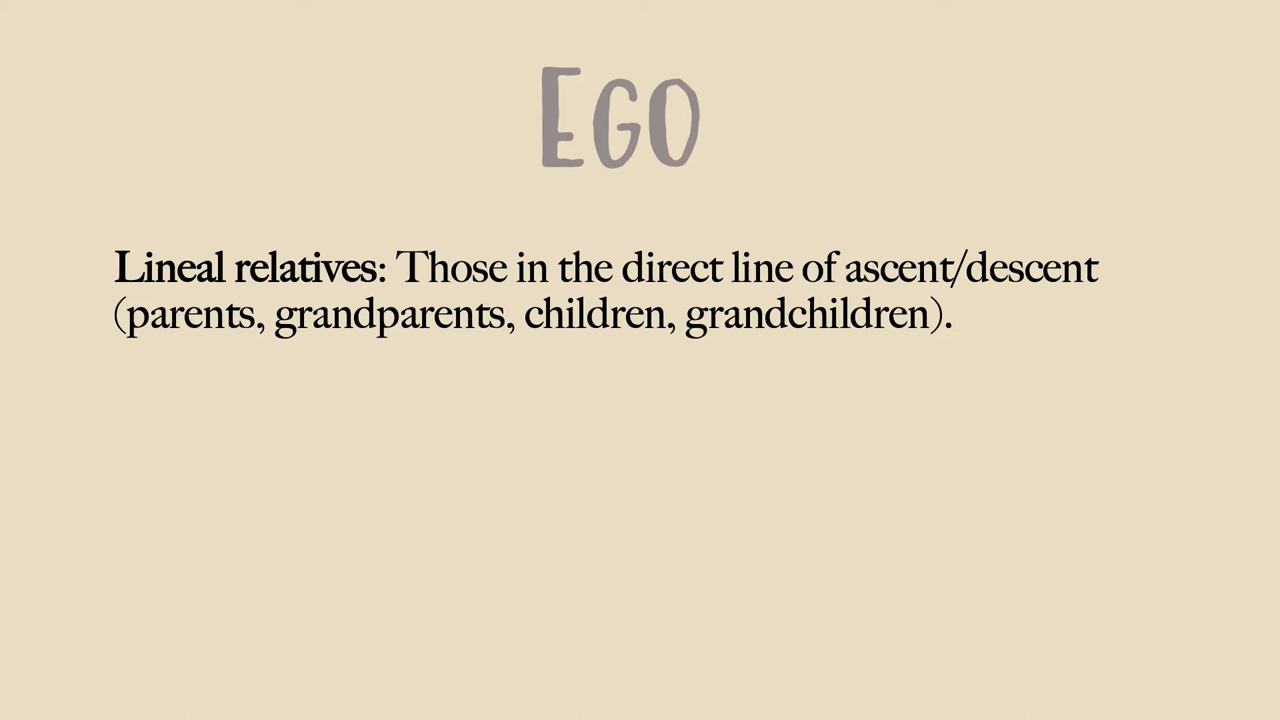 Ego
Lineal relatives: Those in the direct line of ascent/descent
(parents, grandparents, children, grandchildren).